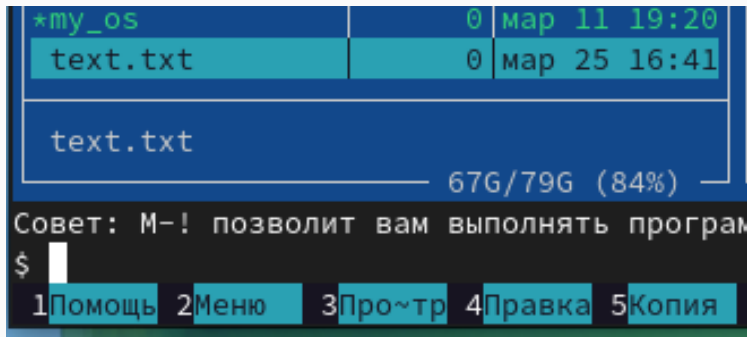 *my_os 0 мар 11 19:20
text.txt 0 мар 25 16:41
text.txt
67G/79G (84%)
Совет: M-! позволит вам выполнять
$
1Помощь 2Меню 3Про~тр 4Правка 5Копия